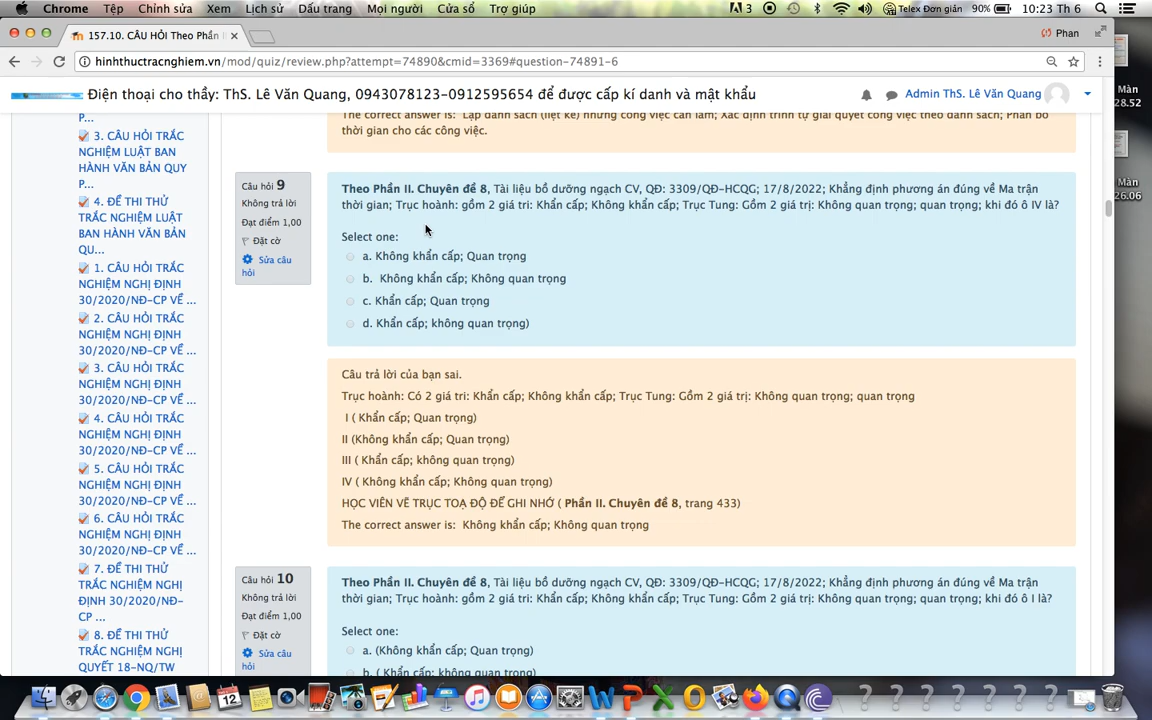 Chrome Tệp Chỉnh sửa Xem Lịch sử Dấu trang Mọi người Cửa sổ Trợ giúp 3 Telex Đơn giản 90% 10:23 Th 6
157.10. CÂU HỎI Theo Phần I
Phan
hinhthuctracnghiem.vn/mod/quiz/review.php?attempt=74890&cmid=3369#question-74891-6
Điện thoại cho thầy: ThS. Lê Văn Quang, 0943078123-0912595654 để được cấp kí danh và mật khẩu
Admin ThS. Lê Văn Quang
Màn
28.52
Màn
26.06
P...
3. CÂU HỎI TRẮC
NGHIỆM LUẬT BAN
HÀNH VĂN BẢN QUY
P...
4. ĐỀ THI THỬ
TRẮC NGHIỆM LUẬT
BAN HÀNH VĂN BẢN
QU...
1. CÂU HỎI TRẮC
NGHIỆM NGHỊ ĐỊNH
30/2020/NĐ-CP VỀ ...
2. CÂU HỎI TRẮC
NGHIỆM NGHỊ ĐỊNH
30/2020/NĐ-CP VỀ ...
3. CÂU HỎI TRẮC
NGHIỆM NGHỊ ĐỊNH
30/2020/NĐ-CP VỀ ...
4. CÂU HỎI TRẮC
NGHIỆM NGHỊ ĐỊNH
30/2020/NĐ-CP VỀ ...
5. CÂU HỎI TRẮC
NGHIỆM NGHỊ ĐỊNH
30/2020/NĐ-CP VỀ ...
6. CÂU HỎI TRẮC
NGHIỆM NGHỊ ĐỊNH
30/2020/NĐ-CP VỀ ...
7. ĐỀ THI THỬ
TRẮC NGHIỆM NGHỊ
ĐỊNH 30/2020/NĐ-
CP ...
8. ĐỀ THI THỬ
TRẮC NGHIỆM NGHỊ
QUYẾT 18-NQ/TW
The correct answer is: Lập danh sách (liệt kê) những công việc cần làm; Xác định trình tự giải quyết công việc theo danh sách; Phân bổ
thời gian cho các công việc.
Câu hỏi 9
Không trả lời
Đạt điểm 1,00
Đặt cờ
Sửa câu
hỏi
Theo Phần II. Chuyên đề 8, Tài liệu bồ dưỡng ngạch CV, QĐ: 3309/QĐ-HCQG; 17/8/2022; Khẳng định phương án đúng về Ma trận
thời gian; Trục hoành: gồm 2 giá tri: Khẩn cấp; Không khẩn cấp; Trục Tung: Gồm 2 giá trị: Không quan trọng; quan trọng; khi đó ô IV là?
Select one:
a. Không khẩn cấp; Quan trọng
b. Không khẩn cấp; Không quan trọng
c. Khẩn cấp; Quan trọng
d. Khẩn cấp; không quan trọng)
Câu trả lời của bạn sai.
Trục hoành: Có 2 giá tri: Khẩn cấp; Không khẩn cấp; Trục Tung: Gồm 2 giá trị: Không quan trọng; quan trọng
I ( Khẩn cấp; Quan trọng)
II (Không khẩn cấp; Quan trọng)
III ( Khẩn cấp; không quan trọng)
IV ( Không khẩn cấp; Không quan trọng)
HỌC VIÊN VẼ TRỤC TOẠ ĐỘ ĐỂ GHI NHỚ ( Phần II. Chuyên đề 8, trang 433)
The correct answer is: Không khẩn cấp; Không quan trọng
Câu hỏi 10
Không trả lời
Đạt điểm 1,00
Đặt cờ
Sửa câu
hỏi
Theo Phần II. Chuyên đề 8, Tài liệu bồ dưỡng ngạch CV, QĐ: 3309/QĐ-HCQG; 17/8/2022; Khẳng định phương án đúng về Ma trận
thời gian; Trục hoành: gồm 2 giá tri: Khẩn cấp; Không khẩn cấp; Trục Tung: Gồm 2 giá trị: Không quan trọng; quan trọng; khi đó ô I là?
Select one:
a. (Không khẩn cấp; Quan trọng)
b. ( Khẩn cấp; không quan trọng)